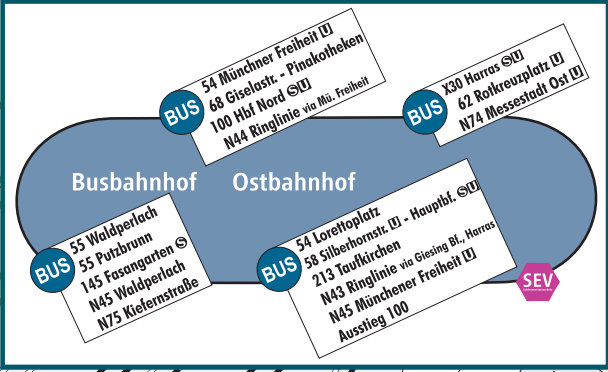 BUS
54 Münchner Freiheit U
68 Giselastr. - Pinakotheken
100 Hbf Nord S U
N44 Ringlinie via Mü. Freiheit
BUS
X30 Harras S U
62 Rotkreuzplatz U
N74 Messestadt Ost U
Busbahnhof Ostbahnhof
BUS
55 Waldperlach
55 Putzbrunn
145 Fasangarten S
N45 Waldperlach
N75 Kiefernstraße
BUS
54 Lorettoplatz
58 Silberhornstr. U - Hauptbf. S U
213 Taufkirchen
N43 Ringlinie via Giesing Bf., Harras
N45 Münchener Freiheit U
Ausstieg 100
SEV